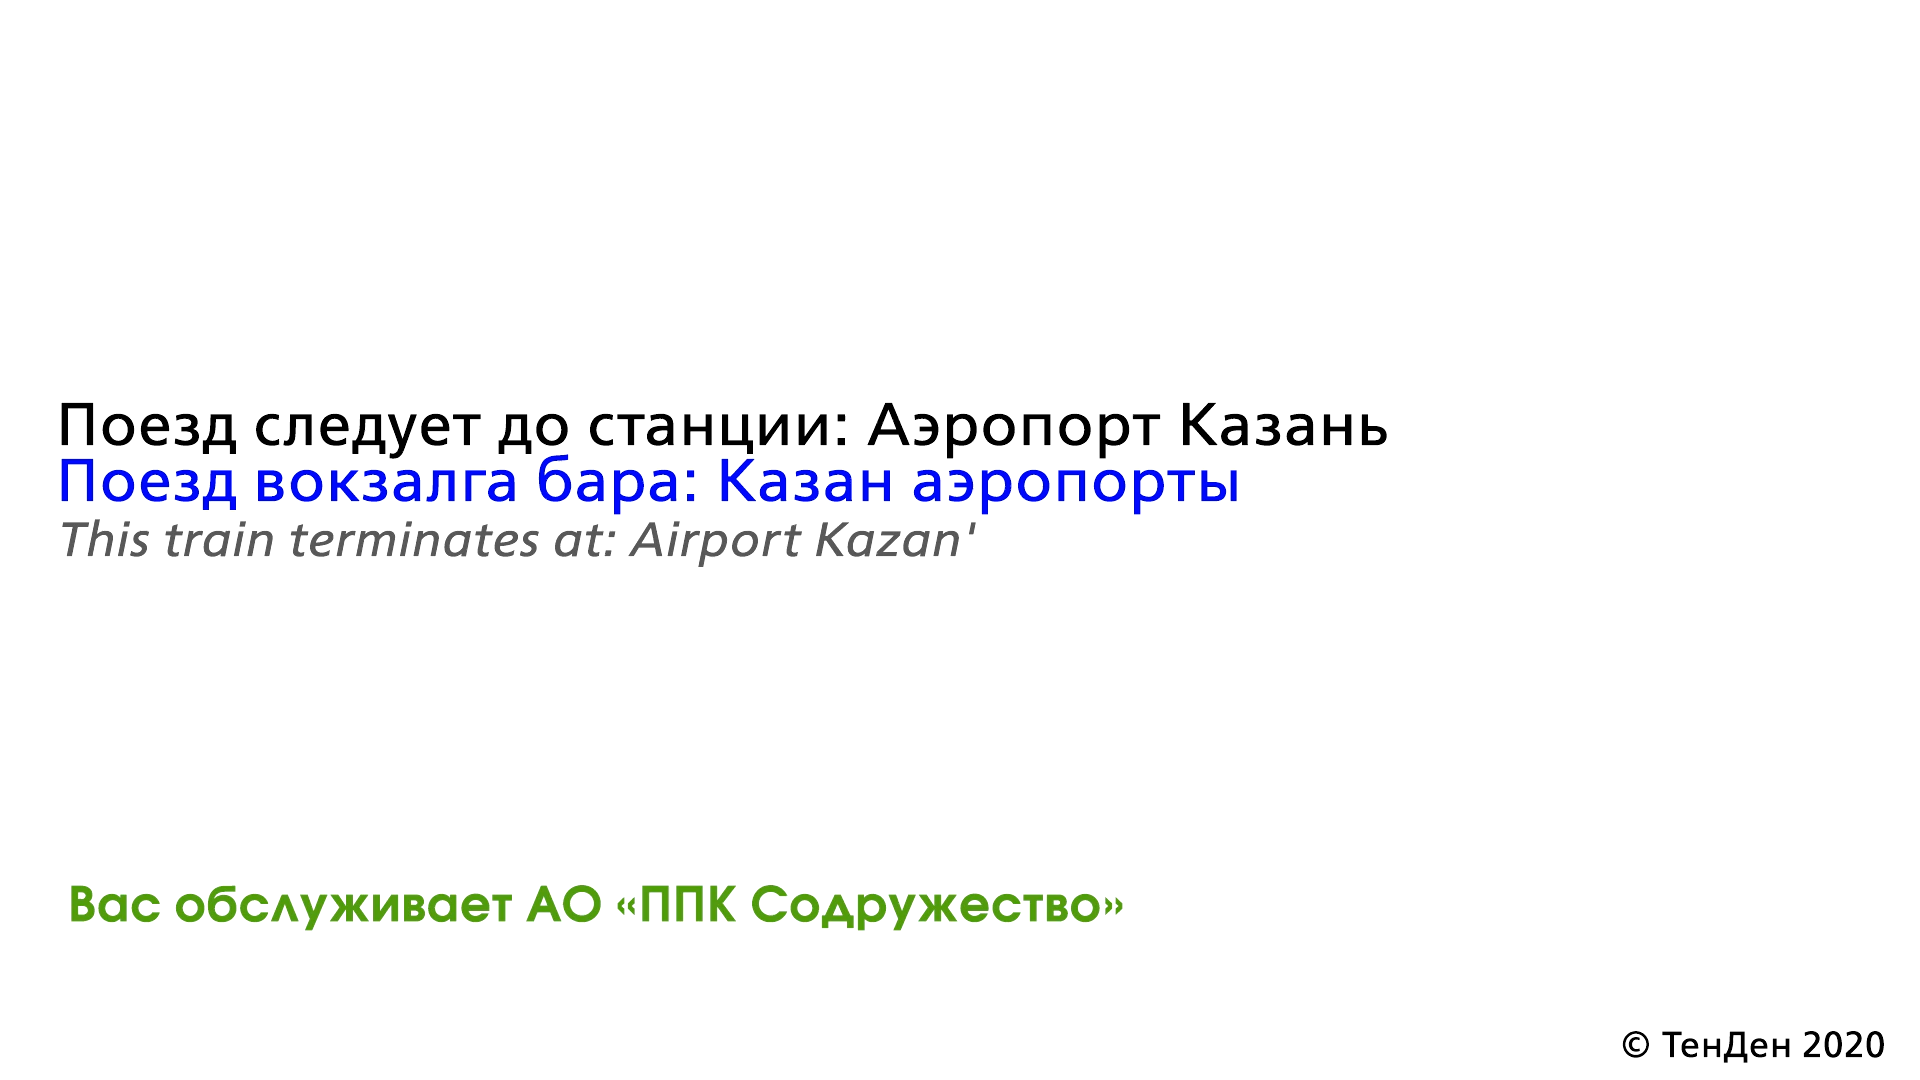 Поезд следует до станции: Аэропорт Казань
Поезд вокзалга бара: Казан аэропорты
This train terminates at: Airport Kazan'
Вас обслуживает АО «ППК Содружество»
© ТенДен 2020